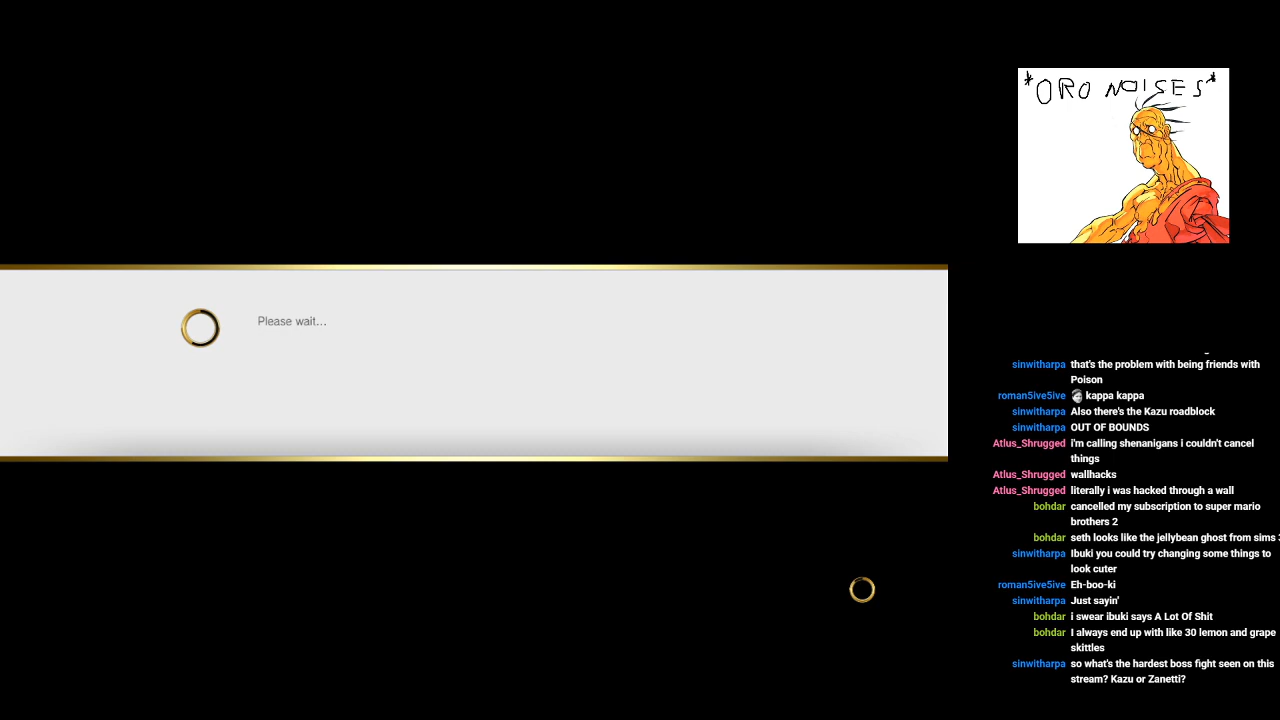 *ORO NOISES*
Please wait...
sinwitharpa that's the problem with being friends with
Poison
roman5ive5ive kappa kappa
sinwitharpa Also there's the Kazu roadblock
sinwitharpa OUT OF BOUNDS
Atlus_Shrugged i'm calling shenanigans i couldn't cancel
things
Atlus_Shrugged wallhacks
Atlus_Shrugged literally i was hacked through a wall
bohdar cancelled my subscription to super mario
brothers 2
bohdar seth looks like the jellybean ghost from sims
sinwitharpa Ibuki you could try changing some things to
look cuter
roman5ive5ive Eh-boo-ki
sinwitharpa Just sayin'
bohdar i swear ibuki says A Lot Of Shit
bohdar I always end up with like 30 lemon and grape
skittles
sinwitharpa so what's the hardest boss fight seen on this
stream? Kazu or Zanetti?